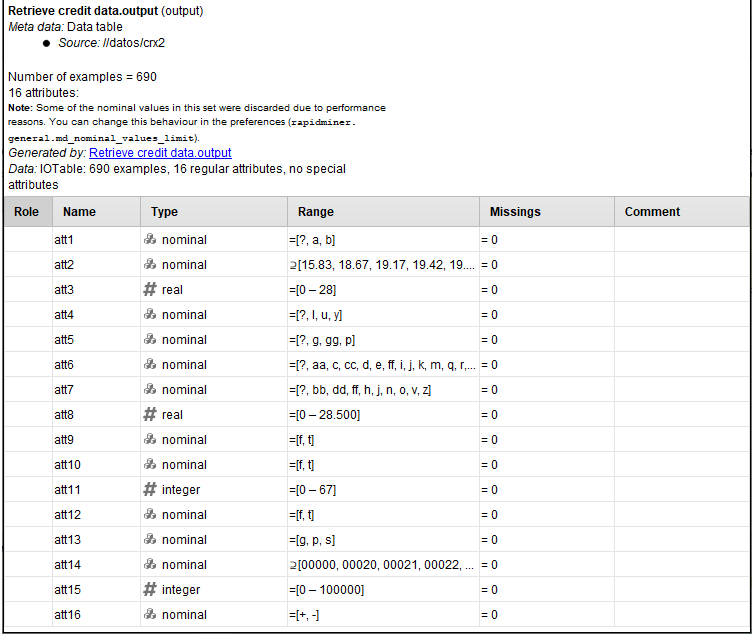 Retrieve credit data.output (output)
Meta data: Data table
● Source: //datos/crx2
Number of examples = 690
16 attributes:
Note: Some of the nominal values in this set were discarded due to performance
reasons. You can change this behaviour in the preferences (rapidminer.
general.md_nominal_values_limit).
Generated by: Retrieve credit data.output
Data: IOTable: 690 examples, 16 regular attributes, no special
attributes
Role Name Type Range Missings Comment
att1 nominal =[?, a, b] = 0
att2 nominal ⊇[15.83, 18.67, 19.17, 19.42, 19.... = 0
att3 # real =[0 – 28] = 0
att4 nominal =[?, l, u, y] = 0
att5 nominal =[?, g, gg, p] = 0
att6 nominal =[?, aa, c, cc, d, e, ff, i, j, k, m, q, r,... = 0
att7 nominal =[?, bb, dd, ff, h, j, n, o, v, z] = 0
att8 # real =[0 – 28.500] = 0
att9 nominal =[f, t] = 0
att10 nominal =[f, t] = 0
att11 # integer =[0 – 67] = 0
att12 nominal =[f, t] = 0
att13 nominal =[g, p, s] = 0
att14 nominal ⊇[00000, 00020, 00021, 00022, ... = 0
att15 # integer =[0 – 100000] = 0
att16 nominal =[+, -] = 0